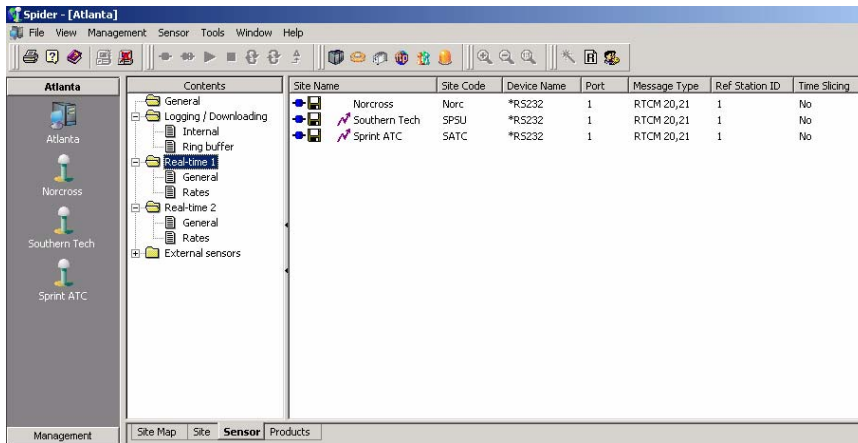 Spider - [Atlanta]
File View Management Sensor Tools Window Help
Atlanta
Atlanta
Norcross
Southern Tech
Sprint ATC
Management
Contents
General
Logging / Downloading
Internal
Ring buffer
Real-time 1
General
Rates
Real-time 2
General
Rates
External sensors
Site Name Site Code Device Name Port Message Type Ref Station ID Time Slicing
Norcross Norc *RS232 1 RTCM 20,21 1 No
Southern Tech SPSU *RS232 1 RTCM 20,21 1 No
Sprint ATC SATC *RS232 1 RTCM 20,21 1 No
Site Map Site Sensor Products